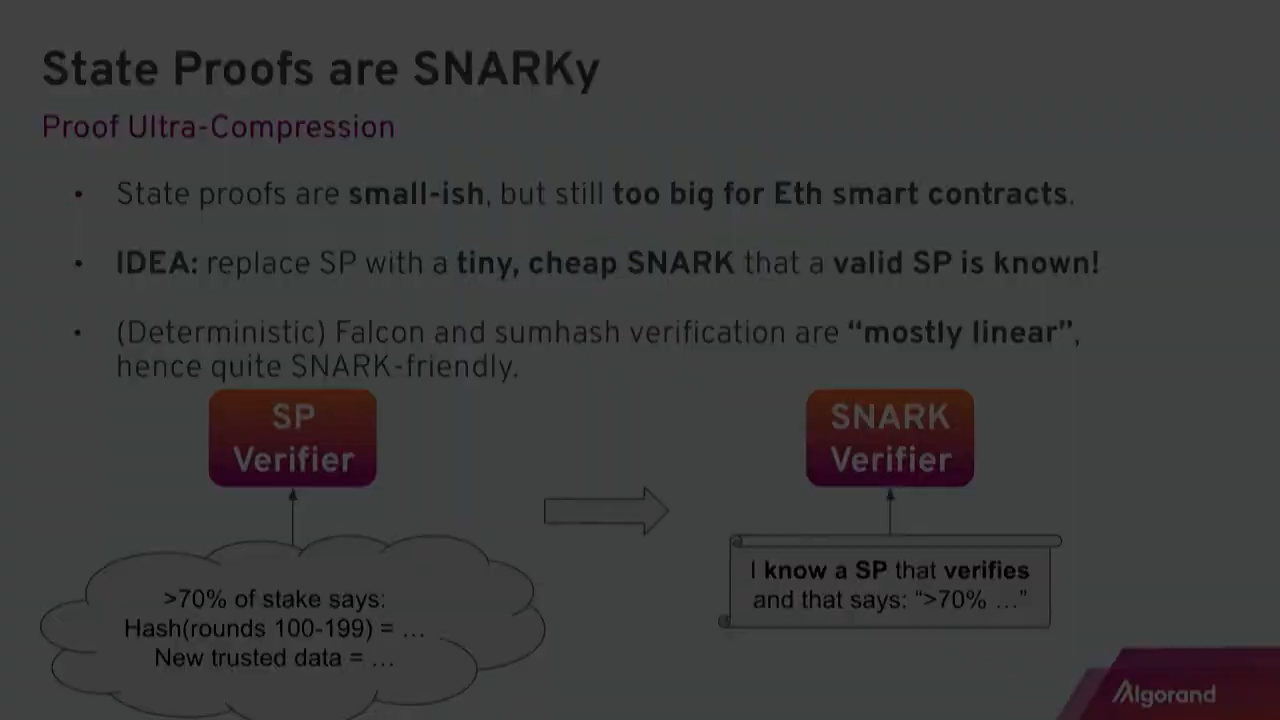 State Proofs are SNARKy
Proof Ultra-Compression
• State proofs are small-ish, but still too big for Eth smart contracts.
• IDEA: replace SP with a tiny, cheap SNARK that a valid SP is known!
• (Deterministic) Falcon and sumhash verification are “mostly linear”,
hence quite SNARK-friendly.
SP
Verifier
SNARK
Verifier
>70% of stake says:
Hash(rounds 100-199) = …
New trusted data = …
I know a SP that verifies
and that says: “>70% …”
Algorand